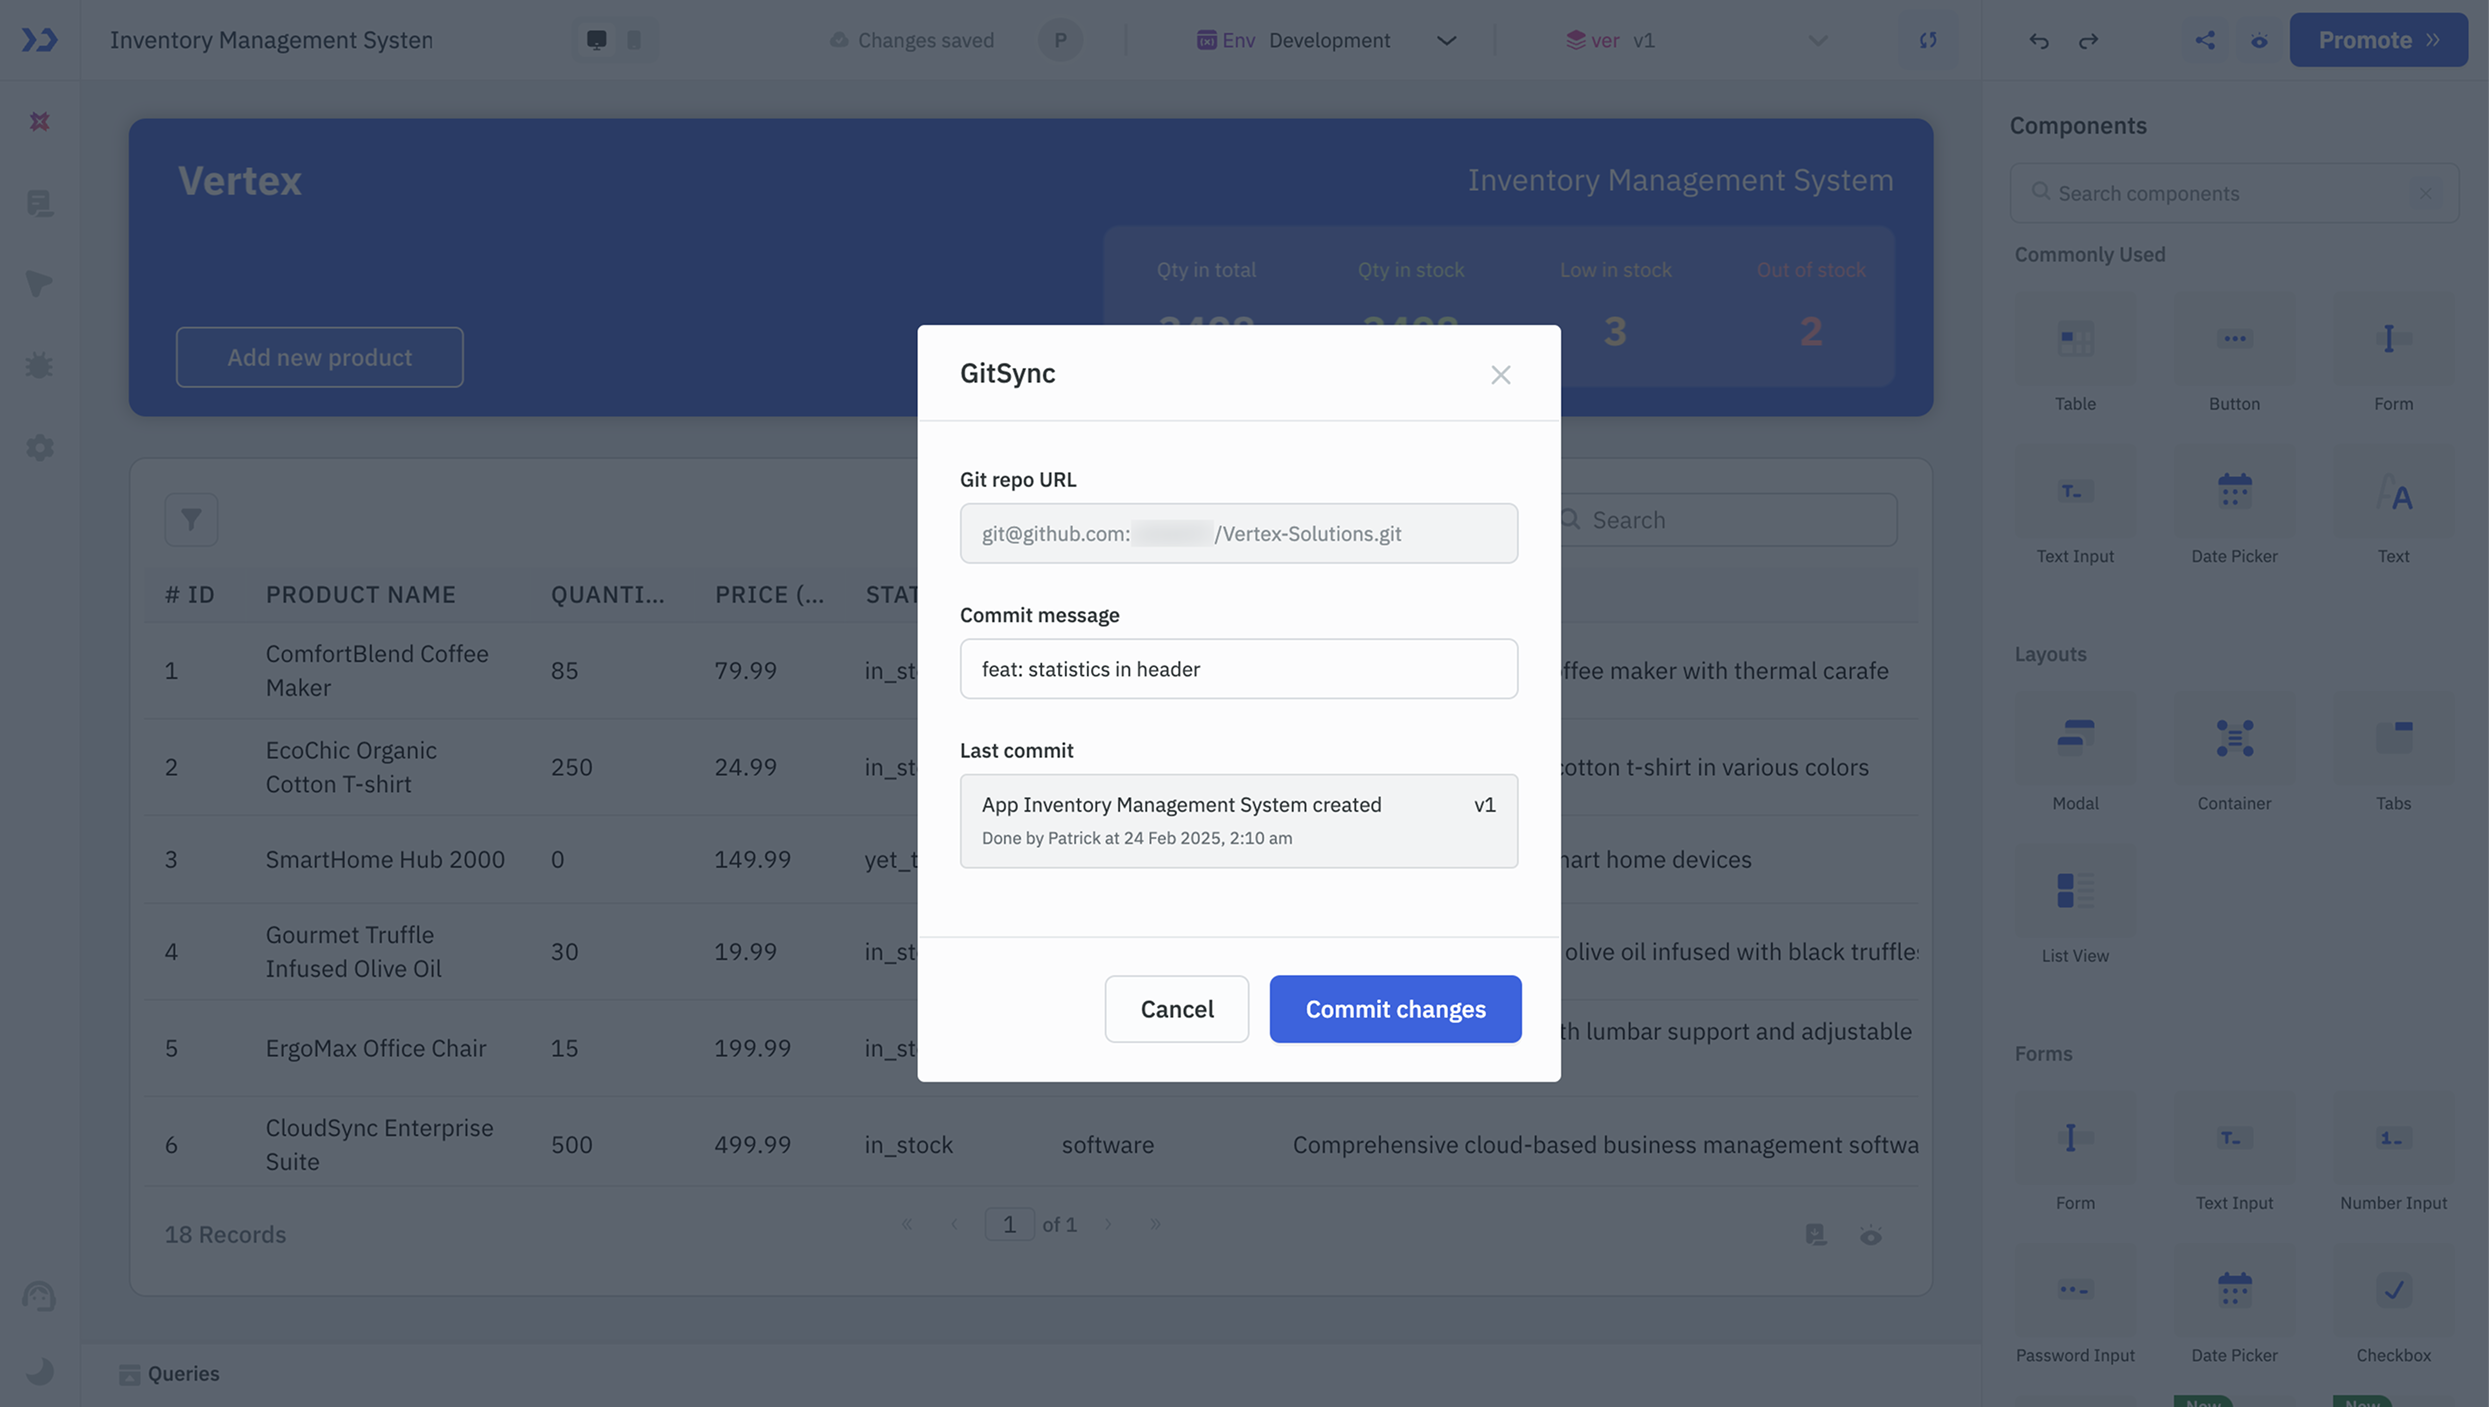 Inventory Management System
Changes saved
P
Env Development
ver v1
Promote
Vertex
Inventory Management System
Qty in total
Qty in stock
Low in stock
Out of stock
3
2
Add new product
Search
# ID PRODUCT NAME QUANTI... PRICE (... STAT
1 ComfortBlend Coffee Maker 85 79.99 in_st ffee maker with thermal carafe
2 EcoChic Organic Cotton T-shirt 250 24.99 in_st cotton t-shirt in various colors
3 SmartHome Hub 2000 0 149.99 yet_t mart home devices
4 Gourmet Truffle Infused Olive Oil 30 19.99 in_st olive oil infused with black truffles
5 ErgoMax Office Chair 15 199.99 in_st th lumbar support and adjustable
6 CloudSync Enterprise Suite 500 499.99 in_stock software Comprehensive cloud-based business management softwa
18 Records
1 of 1
Queries
GitSync
Git repo URL
git@github.com: /Vertex-Solutions.git
Commit message
feat: statistics in header
Last commit
App Inventory Management System created v1
Done by Patrick at 24 Feb 2025, 2:10 am
Cancel
Commit changes
Components
Search components
Commonly Used
Table Button Form
Text Input Date Picker Text
Layouts
Modal Container Tabs
List View
Forms
Form Text Input Number Input
Password Input Date Picker Checkbox
New New